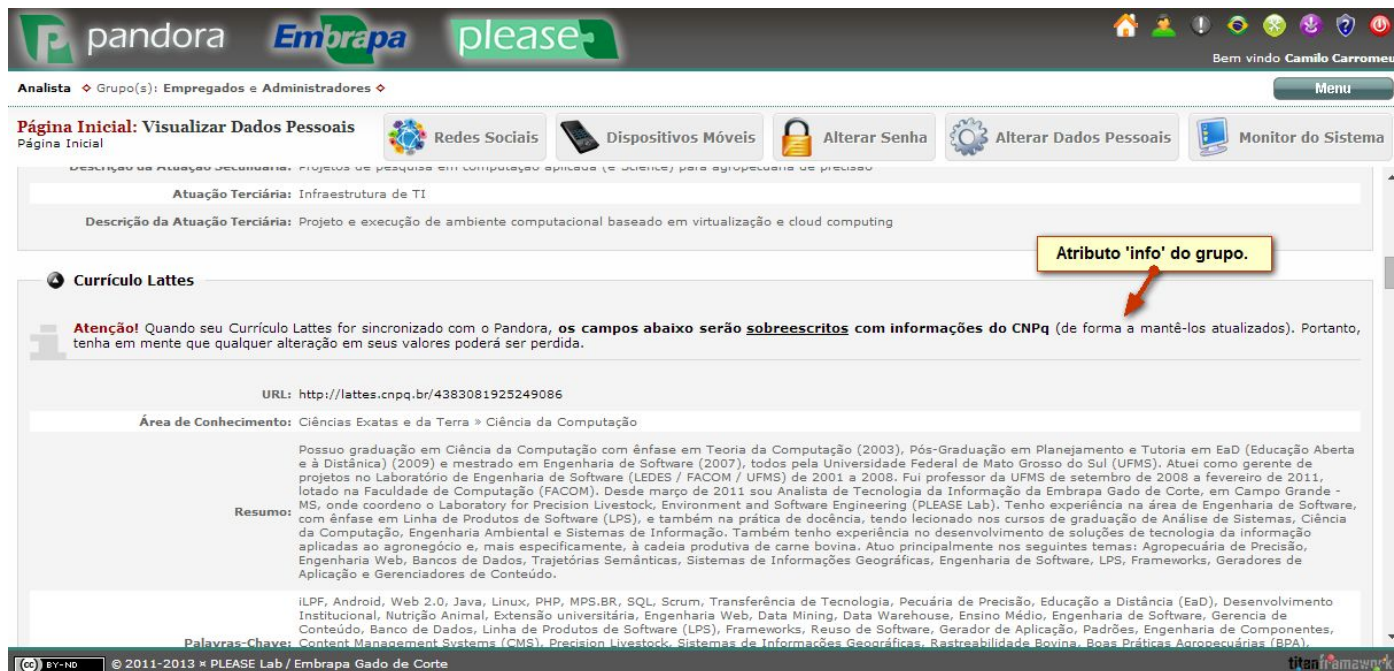 pandora Embrapa please
Bem vindo Camilo Carromeu
Analista Grupo(s): Empregados e Administradores
Menu
Página Inicial: Visualizar Dados Pessoais
Página Inicial
Redes Sociais
Dispositivos Móveis
Alterar Senha
Alterar Dados Pessoais
Monitor do Sistema
Descrição da Atuação Secundária: Projetos de pesquisa em computação aplicada (e-Science) para agropecuária de precisão
Atuação Terciária: Infraestrutura de TI
Descrição da Atuação Terciária: Projeto e execução de ambiente computacional baseado em virtualização e cloud computing
Atributo 'info' do grupo.
Currículo Lattes
Atenção! Quando seu Currículo Lattes for sincronizado com o Pandora, os campos abaixo serão sobreescritos com informações do CNPq (de forma a mantê-los atualizados). Portanto,
tenha em mente que qualquer alteração em seus valores poderá ser perdida.
URL: http://lattes.cnpq.br/4383081925249086
Área de Conhecimento: Ciências Exatas e da Terra » Ciência da Computação
Possuo graduação em Ciência da Computação com ênfase em Teoria da Computação (2003), Pós-Graduação em Planejamento e Tutoria em EaD (Educação Aberta
e à Distânica) (2009) e mestrado em Engenharia de Software (2007), todos pela Universidade Federal de Mato Grosso do Sul (UFMS). Atuei como gerente de
projetos no Laboratório de Engenharia de Software (LEDES / FACOM / UFMS) de 2001 a 2008. Fui professor da UFMS de setembro de 2008 a fevereiro de 2011,
lotado na Faculdade de Computação (FACOM). Desde março de 2011 sou Analista de Tecnologia da Informação da Embrapa Gado de Corte, em Campo Grande -
Resumo: MS, onde coordeno o Laboratory for Precision Livestock, Environment and Software Engineering (PLEASE Lab). Tenho experiência na área de Engenharia de Software,
com ênfase em Linha de Produtos de Software (LPS), e também na prática de docência, tendo lecionado nos cursos de graduação de Análise de Sistemas, Ciência
da Computação, Engenharia Ambiental e Sistemas de Informação. Também tenho experiência no desenvolvimento de soluções de tecnologia da informação
aplicadas ao agronegócio e, mais especificamente, à cadeia produtiva de carne bovina. Atuo principalmente nos seguintes temas: Agropecuária de Precisão,
Engenharia Web, Bancos de Dados, Trajetórias Semânticas, Sistemas de Informações Geográficas, Engenharia de Software, LPS, Frameworks, Geradores de
Aplicação e Gerenciadores de Conteúdo.
iLPF, Android, Web 2.0, Java, Linux, PHP, MPS.BR, SQL, Scrum, Transferência de Tecnologia, Pecuária de Precisão, Educação a Distância (EaD), Desenvolvimento
Institucional, Nutrição Animal, Extensão universitária, Engenharia Web, Data Mining, Data Warehouse, Ensino Médio, Engenharia de Software, Gerencia de
Conteúdo, Banco de Dados, Linha de Produtos de Software (LPS), Frameworks, Reuso de Software, Gerador de Aplicação, Padrões, Engenharia de Componentes,
Palavras-Chave: Content Management Systems (CMS), Precision Livestock, Sistemas de Informações Geográficas, Rastreabilidade Bovina, Boas Práticas Agropecuárias (BPA),
(cc) BY-ND © 2011-2013 × PLEASE Lab / Embrapa Gado de Corte
titanframework